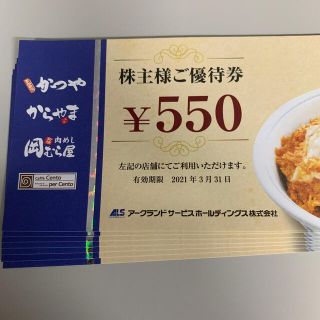 かつや
からやま
肉めし
岡むら屋
Caffè Cento
per Cento
株主様ご優待券
￥550
左記の店舗にてご利用いただけます。
有効期限 2021年3月31日
ALS アークランドサービスホールディングス株式会社